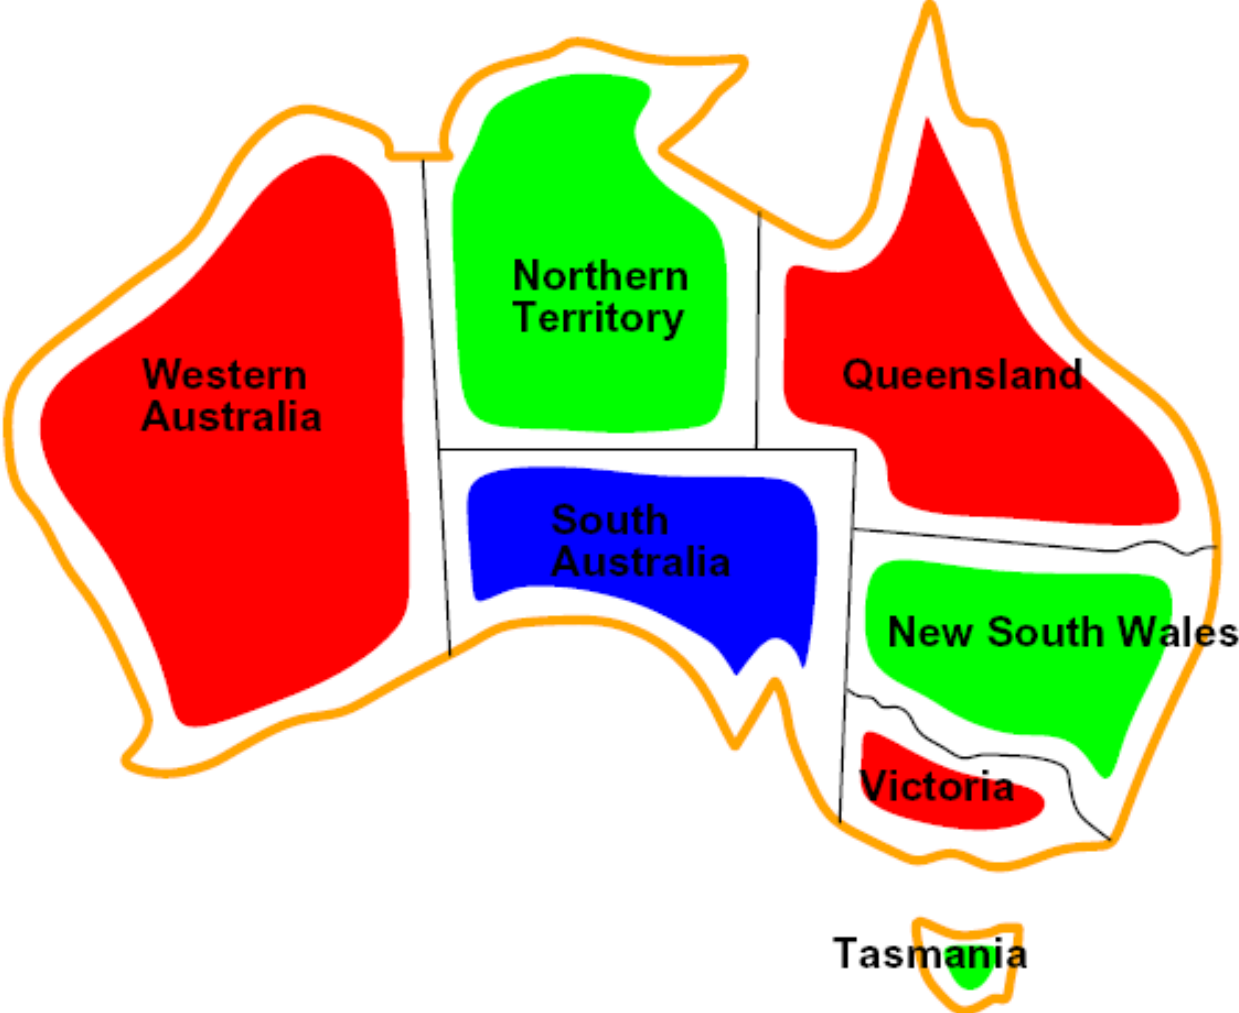 Northern
Territory
Western
Australia
Queensland
South
Australia
New South Wales
Victoria
Tasmania